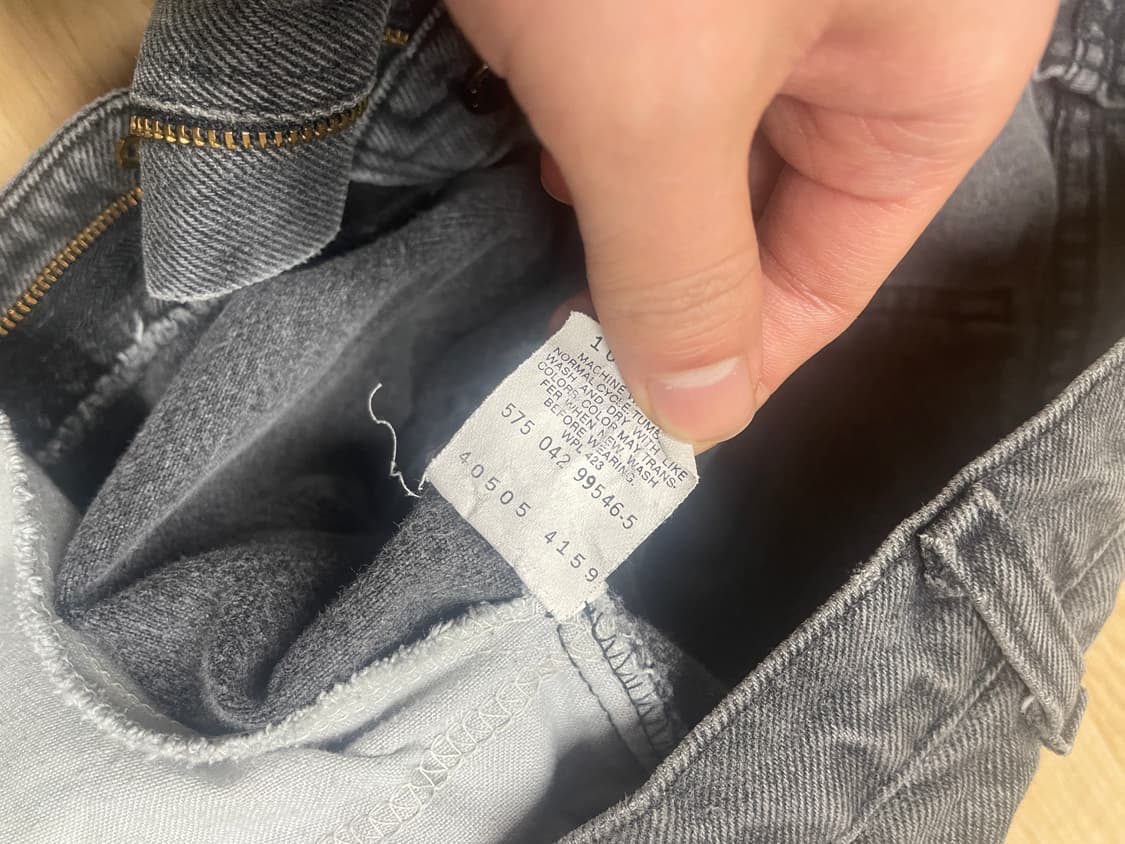 10
MACHINE
NORMAL CYCLE. TUMB
WASH AND DRY WITH LIKE
COLORS. COLOR MAY TRANS-
FER WHEN NEW. WASH
BEFORE WEARING.
WPL 423
575 042 99546-5
40505 4159